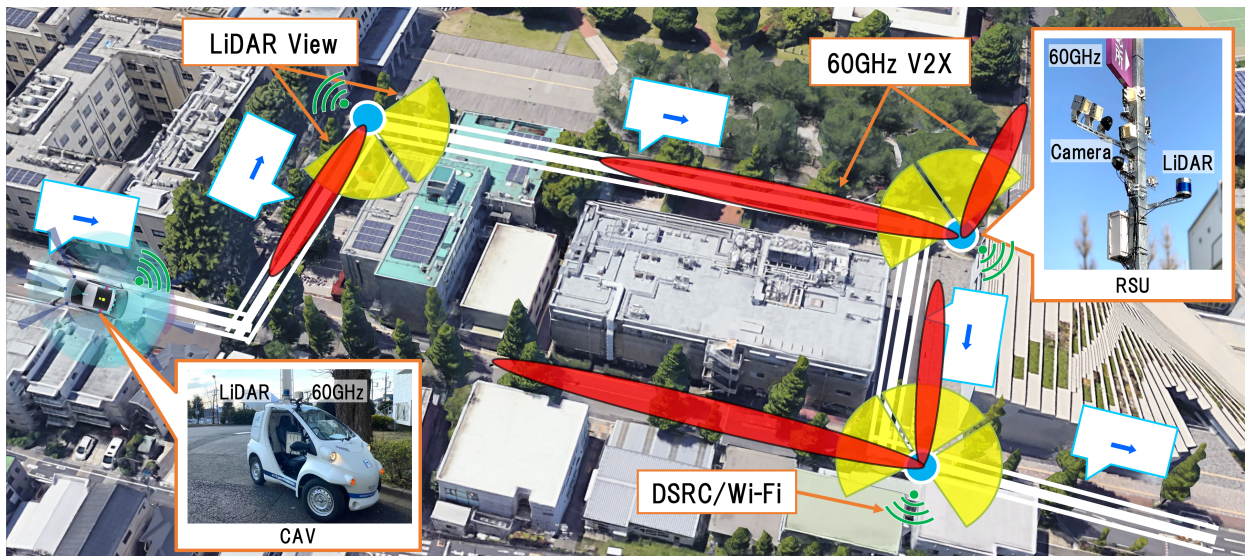 LiDAR View
60GHz V2X
60GHz
Camera
LiDAR
RSU
LiDAR
60GHz
CAV
DSRC/Wi-Fi